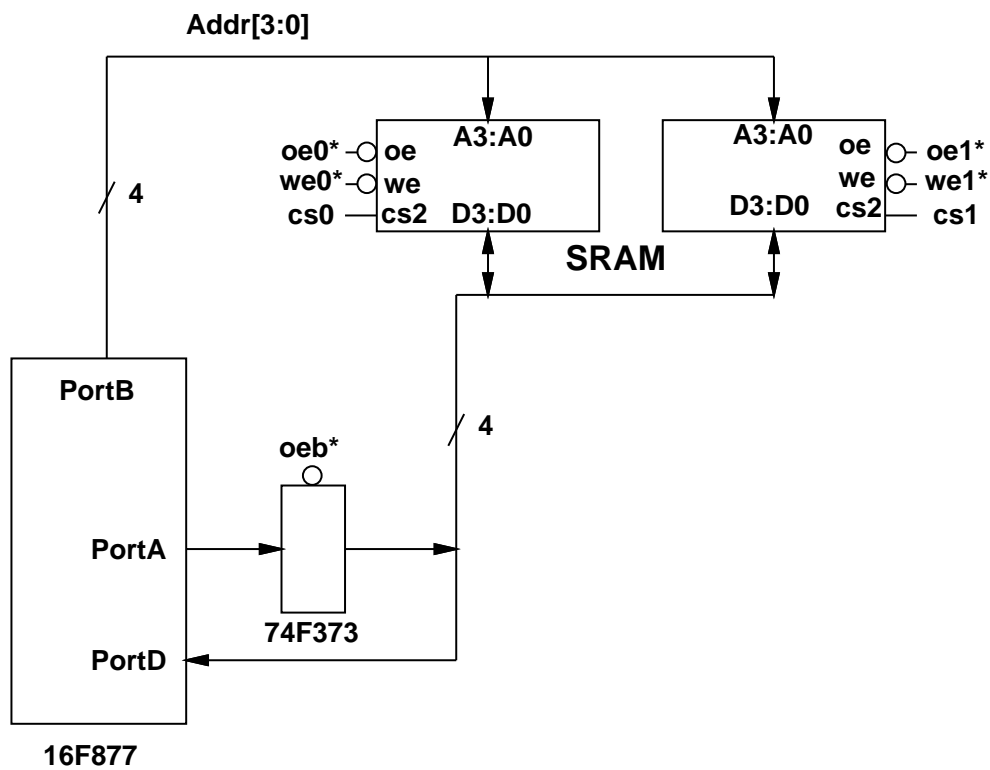 Addr[3:0]
A3:A0
oe0*
oe
we0*
we
cs0
cs2
D3:D0
A3:A0
oe
oe1*
we
we1*
D3:D0
cs2
cs1
4
SRAM
PortB
4
oeb*
PortA
74F373
PortD
16F877